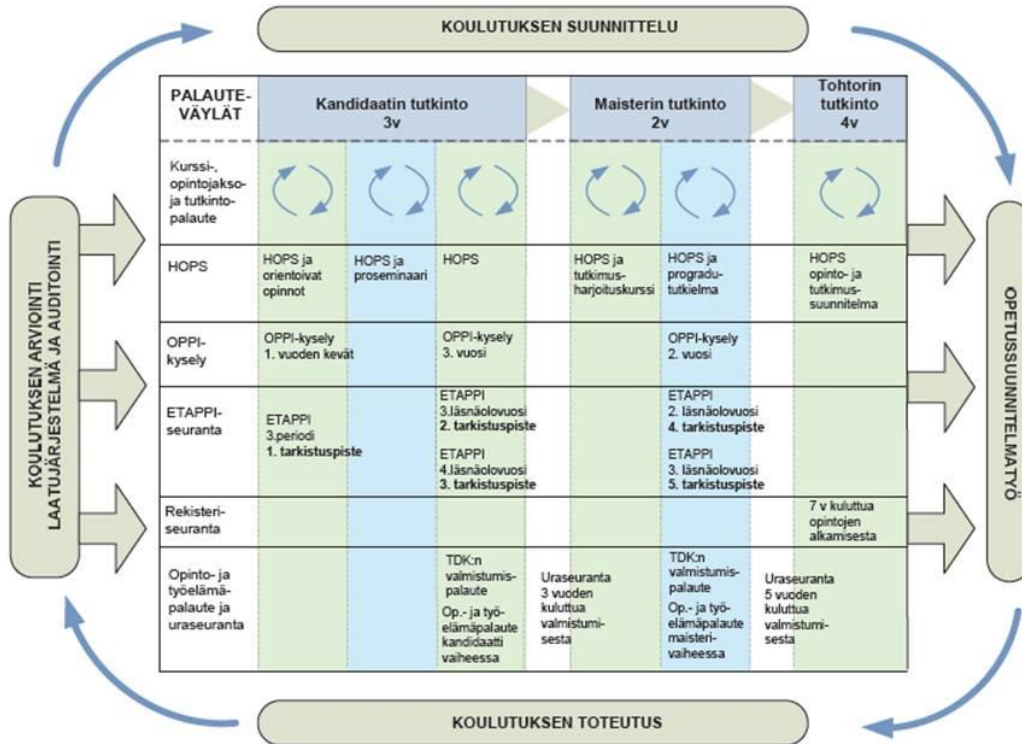 KOULUTUKSEN SUUNNITTELU
KOULUTUKSEN ARVIOINTI
LAATUJÄRJESTELMÄ JA AUDITOINTI
PALAUTE-
VÄYLÄT
Kandidaatin tutkinto
3v
Maisterin tutkinto
2v
Tohtorin
tutkinto
4v
Kurssi-,
opintojakso-
ja tutkinto-
palaute
HOPS
HOPS ja
orientoivat
opinnot
HOPS ja
proseminaari
HOPS
HOPS ja
tutkimus-
harjoituskurssi
HOPS ja
progradu-
tutkielma
HOPS
opinto- ja
tutkimus-
suunnitelma
OPPI-
kysely
OPPI-kysely
1. vuoden kevät
OPPI-kysely
3. vuosi
OPPI-kysely
2. vuosi
ETAPPI-
seuranta
ETAPPI
3.periodi
1. tarkistuspiste
ETAPPI
3.läsnäolovuosi
2. tarkistuspiste
ETAPPI
4.läsnäolovuosi
3. tarkistuspiste
ETAPPI
2. läsnäolovuosi
4. tarkistuspiste
ETAPPI
3. läsnäolovuosi
5. tarkistuspiste
Rekisteri-
seuranta
7 v kuluttua
opintojen
alkamisesta
Opinto- ja
työelämä-
palaute ja
uraseuranta
TDK:n
valmistumis-
palaute
Op.- ja työ-
elämäpalaute
kandidaatti
vaiheessa
Uraseuranta
3 vuoden
kuluttua
valmistumi-
sesta
TDK:n
valmistumis-
palaute
Op.- ja työ-
elämäpalaute
maisteri-
vaiheessa
Uraseuranta
5 vuoden
kuluttua
valmistumi-
sesta
OPETUSSUUNNITELMATYÖ
KOULUTUKSEN TOTEUTUS